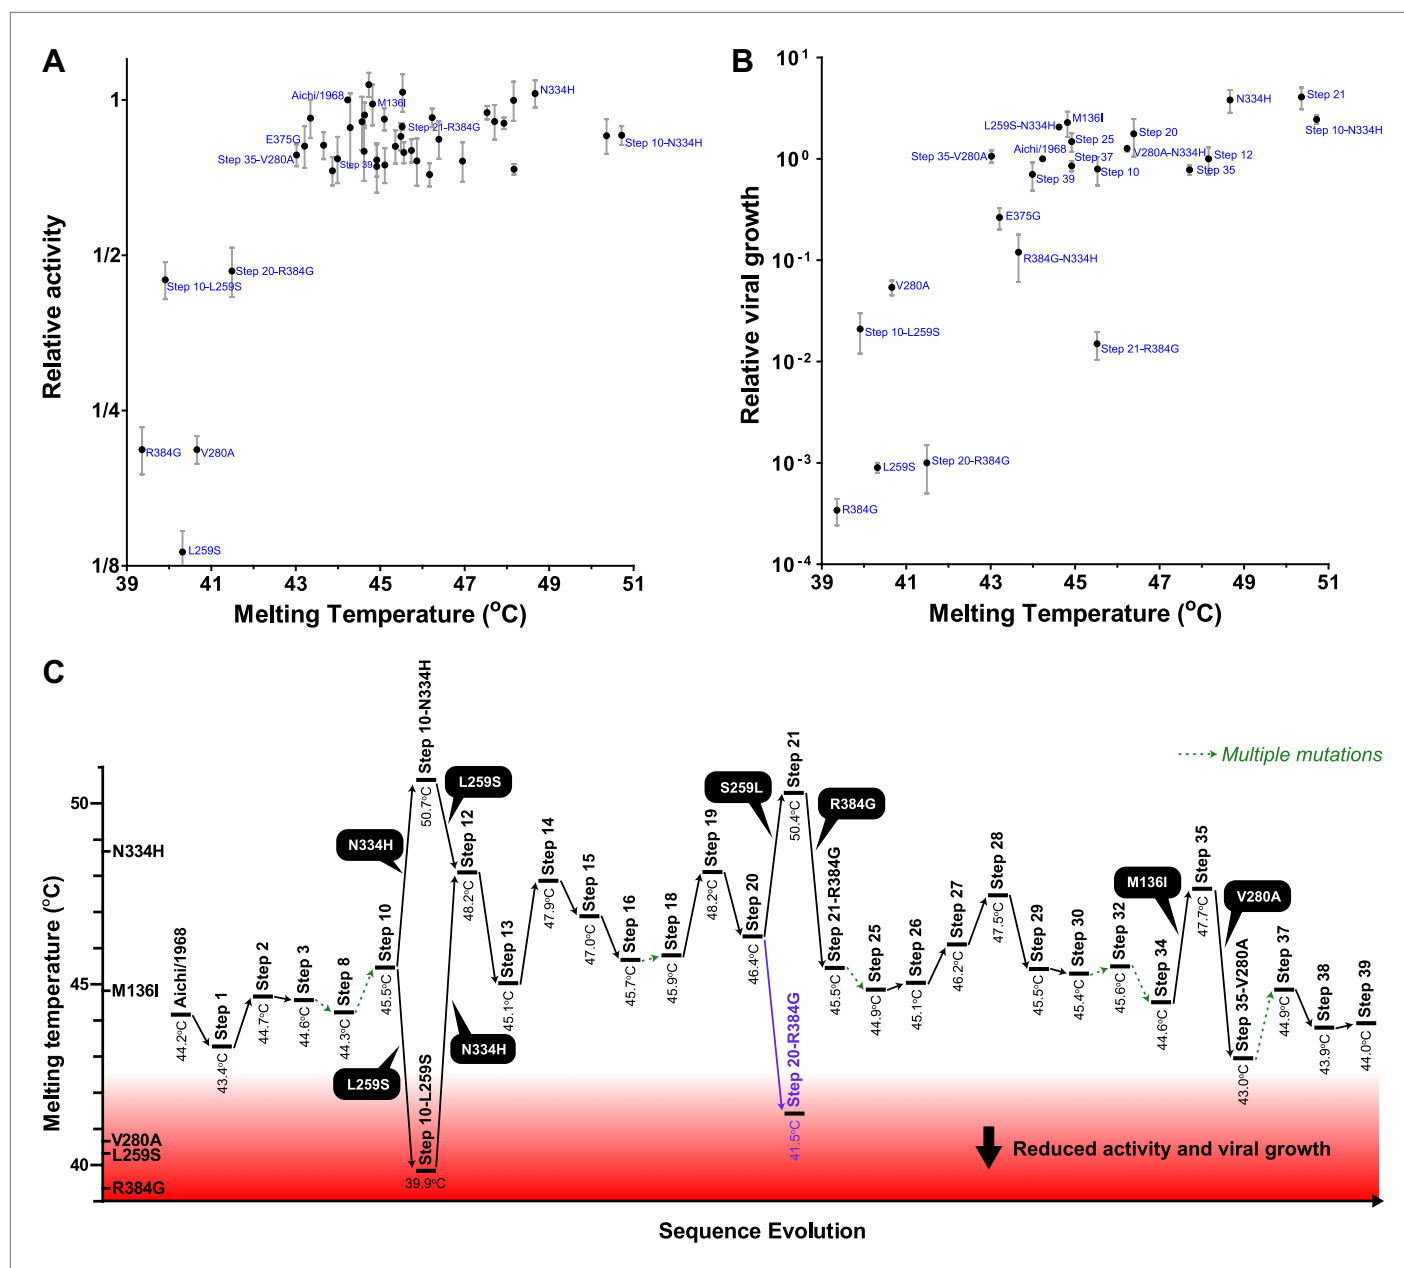 A
1
1/2
1/4
1/8
Relative activity
39 41 43 45 47 49 51
Melting Temperature (°C)
Aichi/1968
M136I
N334H
E375G
Step 21-R384G
Step 35-V280A
Step 39
Step 10-N334H
Step 20-R384G
Step 10-L259S
R384G
V280A
L259S
B
10¹
10⁰
10⁻¹
10⁻²
10⁻³
10⁻⁴
Relative viral growth
39 41 43 45 47 49 51
Melting Temperature (°C)
N334H
Step 21
Step 10-N334H
M136I
L259S-N334H
Step 20
Step 25
Aichi/1968
V280A-N334H
Step 35-V280A
Step 37
Step 12
Step 39
Step 10
Step 35
E375G
R384G-N334H
V280A
Step 10-L259S
Step 21-R384G
L259S
Step 20-R384G
R384G
C
Melting temperature (°C)
50
45
40
N334H
M136I
V280A
L259S
R384G
Multiple mutations
Aichi/1968
44.2°C
Step 1
43.4°C
Step 2
44.7°C
Step 3
44.6°C
Step 8
44.3°C
Step 10
45.5°C
N334H
L259S
Step 10-N334H
50.7°C
L259S
Step 10-L259S
39.9°C
N334H
Step 12
48.2°C
Step 13
45.1°C
Step 14
47.9°C
Step 15
47.0°C
Step 16
45.7°C
Step 18
45.9°C
Step 19
48.2°C
Step 20
46.4°C
S259L
Step 21
50.4°C
R384G
Step 20-R384G
41.5°C
Step 21-R384G
45.5°C
Step 25
44.9°C
Step 26
45.1°C
Step 27
46.2°C
Step 28
47.5°C
Step 29
45.5°C
Step 30
45.4°C
Step 32
45.6°C
Step 34
44.6°C
M136I
Step 35
47.7°C
V280A
Step 35-V280A
43.0°C
Step 37
44.9°C
Step 38
43.9°C
Step 39
44.0°C
Reduced activity and viral growth
Sequence Evolution